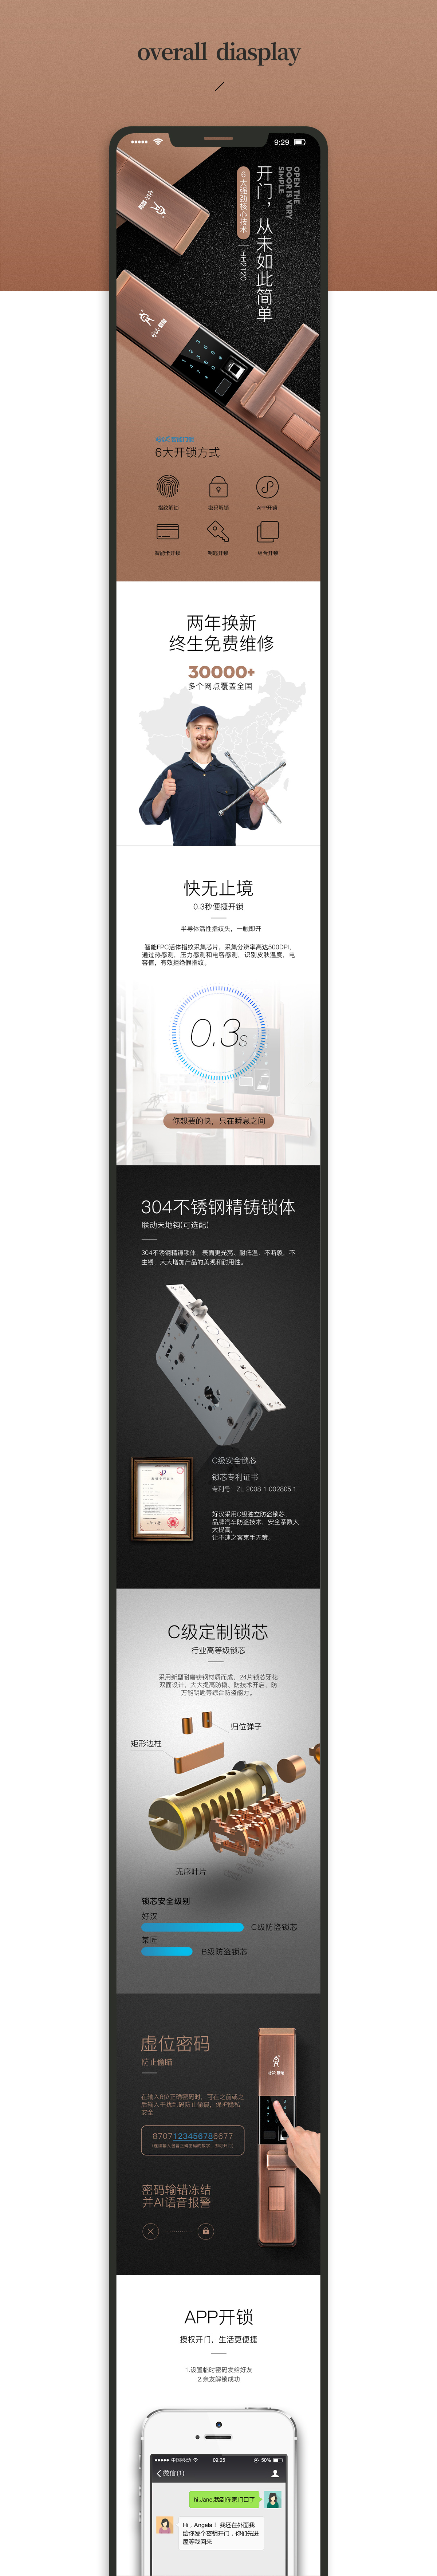 overall diasplay
9:29
OPEN THE
DOOR IS VERY
SIMPLE
开门，从未如此简单
6大强劲核心技术
HH2120
6大开锁方式
指纹解锁
密码解锁
APP开锁
智能卡开锁
钥匙开锁
组合开锁
两年换新
终生免费维修
30000+
多个网点覆盖全国
快无止境
0.3秒便捷开锁
半导体活性指纹头，一触即开
智能FPC活体指纹采集芯片，采集分辨率高达500DPI，
通过热感测，压力感测和电容感测，识别皮肤温度，电
容值，有效拒绝假指纹。
0.3s
你想要的快，只在瞬息之间
304不锈钢精铸锁体
联动天地钩(可选配)
304不锈钢精铸锁体，表面更光亮、耐低温、不断裂，不
生锈，大大增加产品的美观和耐用性。
C级安全锁芯
锁芯专利证书
专利号：ZL 2008 1 002805.1
好汉采用C级独立防盗锁芯，
品牌汽车防盗技术，安全系数大
大提高，
让不速之客束手无策。
C级定制锁芯
行业高等级锁芯
采用新型耐磨铸钢材质而成，24片锁芯牙花
双面设计，大大提高防撬、防技术开启、防
万能钥匙等综合防盗能力。
归位弹子
矩形边柱
无序叶片
锁芯安全级别
好汉
C级防盗锁芯
某匠
B级防盗锁芯
虚位密码
防止偷瞄
在输入6位正确密码时，可在之前或之
后输入干扰乱码防止偷窥，保护隐私
安全
8707123456786677
密码输错冻结
并AI语音报警
APP开锁
授权开门，生活更便捷
1.设置临时密码发给好友
2.亲友解锁成功
中国移动
09:25
50%
微信(1)
hi,Jane,我到你家门口了
Hi，Angela！ 我还在外面我
给你发个密钥开门，你们先进
屋等我回来